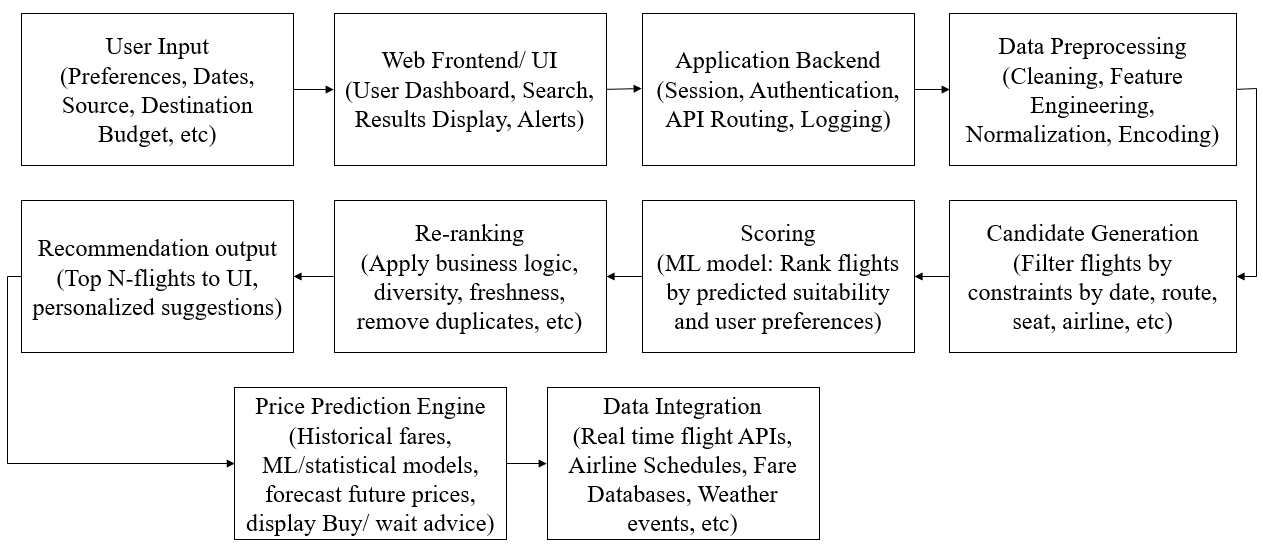 User Input
(Preferences, Dates,
Source, Destination
Budget, etc)
Web Frontend/ UI
(User Dashboard, Search,
Results Display, Alerts)
Application Backend
(Session, Authentication,
API Routing, Logging)
Data Preprocessing
(Cleaning, Feature
Engineering,
Normalization, Encoding)
Candidate Generation
(Filter flights by
constraints by date, route,
seat, airline, etc)
Scoring
(ML model: Rank flights
by predicted suitability
and user preferences)
Re-ranking
(Apply business logic,
diversity, freshness,
remove duplicates, etc)
Recommendation output
(Top N-flights to UI,
personalized suggestions)
Price Prediction Engine
(Historical fares,
ML/statistical models,
forecast future prices,
display Buy/ wait advice)
Data Integration
(Real time flight APIs,
Airline Schedules, Fare
Databases, Weather
events, etc)